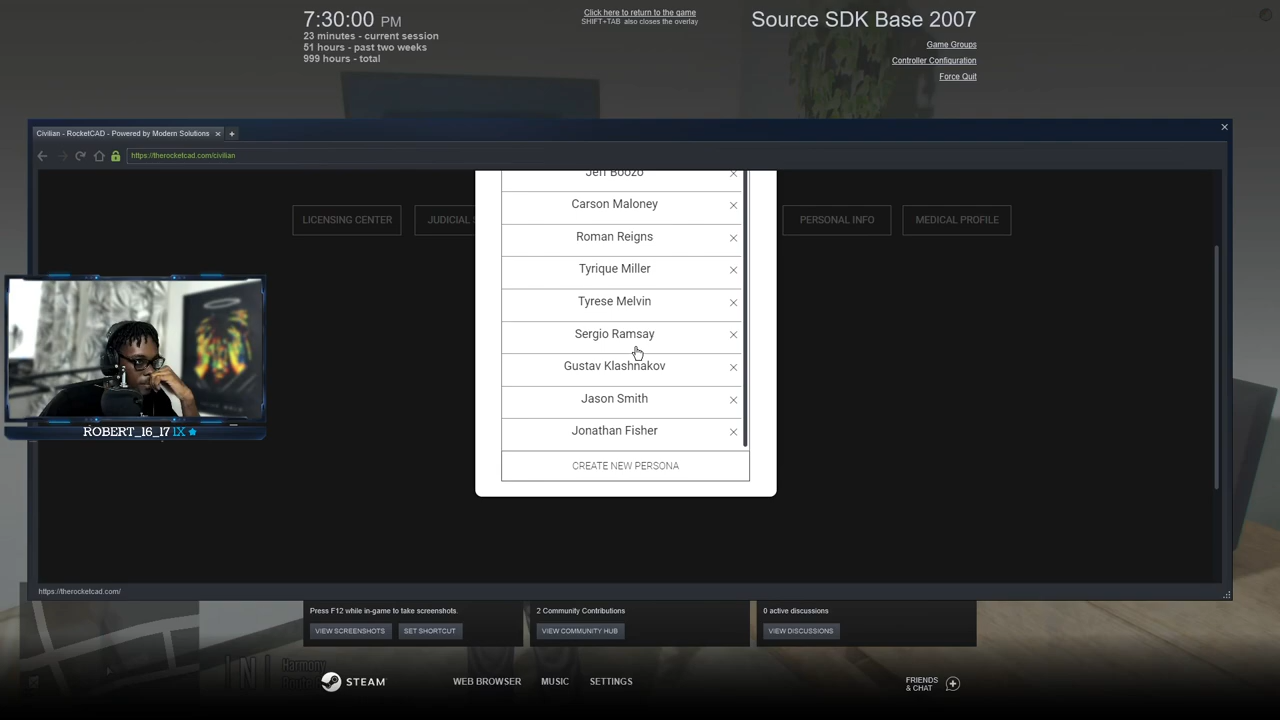 7:30:00 PM
23 minutes - current session
51 hours - past two weeks
999 hours - total
Click here to return to the game
SHIFT+TAB also closes the overlay
Source SDK Base 2007
Game Groups
Controller Configuration
Force Quit
Civilian - RocketCAD - Powered by Modern Solutions
https://therocketcad.com/civilian
LICENSING CENTER
JUDICIAL
PERSONAL INFO
MEDICAL PROFILE
Jeff Boozo
Carson Maloney
Roman Reigns
Tyrique Miller
Tyrese Melvin
Sergio Ramsay
Gustav Klashnakov
Jason Smith
Jonathan Fisher
CREATE NEW PERSONA
ROBERT_16_17 IX
https://therocketcad.com/
Press F12 while in-game to take screenshots.
VIEW SCREENSHOTS
SET SHORTCUT
2 Community Contributions
VIEW COMMUNITY HUB
0 active discussions
VIEW DISCUSSIONS
Harmony
STEAM
WEB BROWSER
MUSIC
SETTINGS
FRIENDS
& CHAT